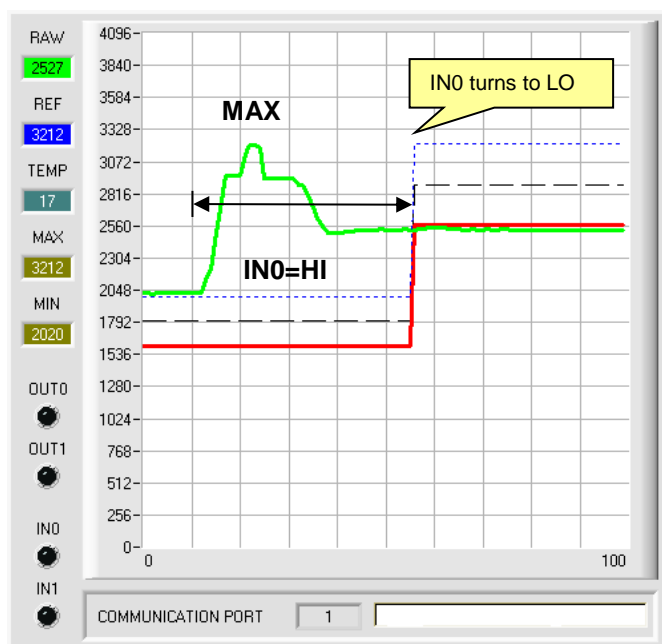 RAW
2527
REF
3212
TEMP
17
MAX
3212
MIN
2020
OUT0
OUT1
IN0
IN1
4096
3840
3584
3328
3072
2816
2560
2304
2048
1792
1536
1280
1024
768
512
256
0
0
100
MAX
IN0 turns to LO
IN0=HI
COMMUNICATION PORT 1